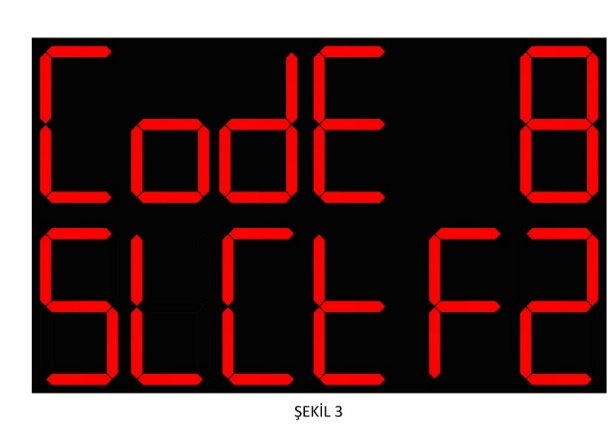 CodE 8
SLCt F2
ŞEKİL 3